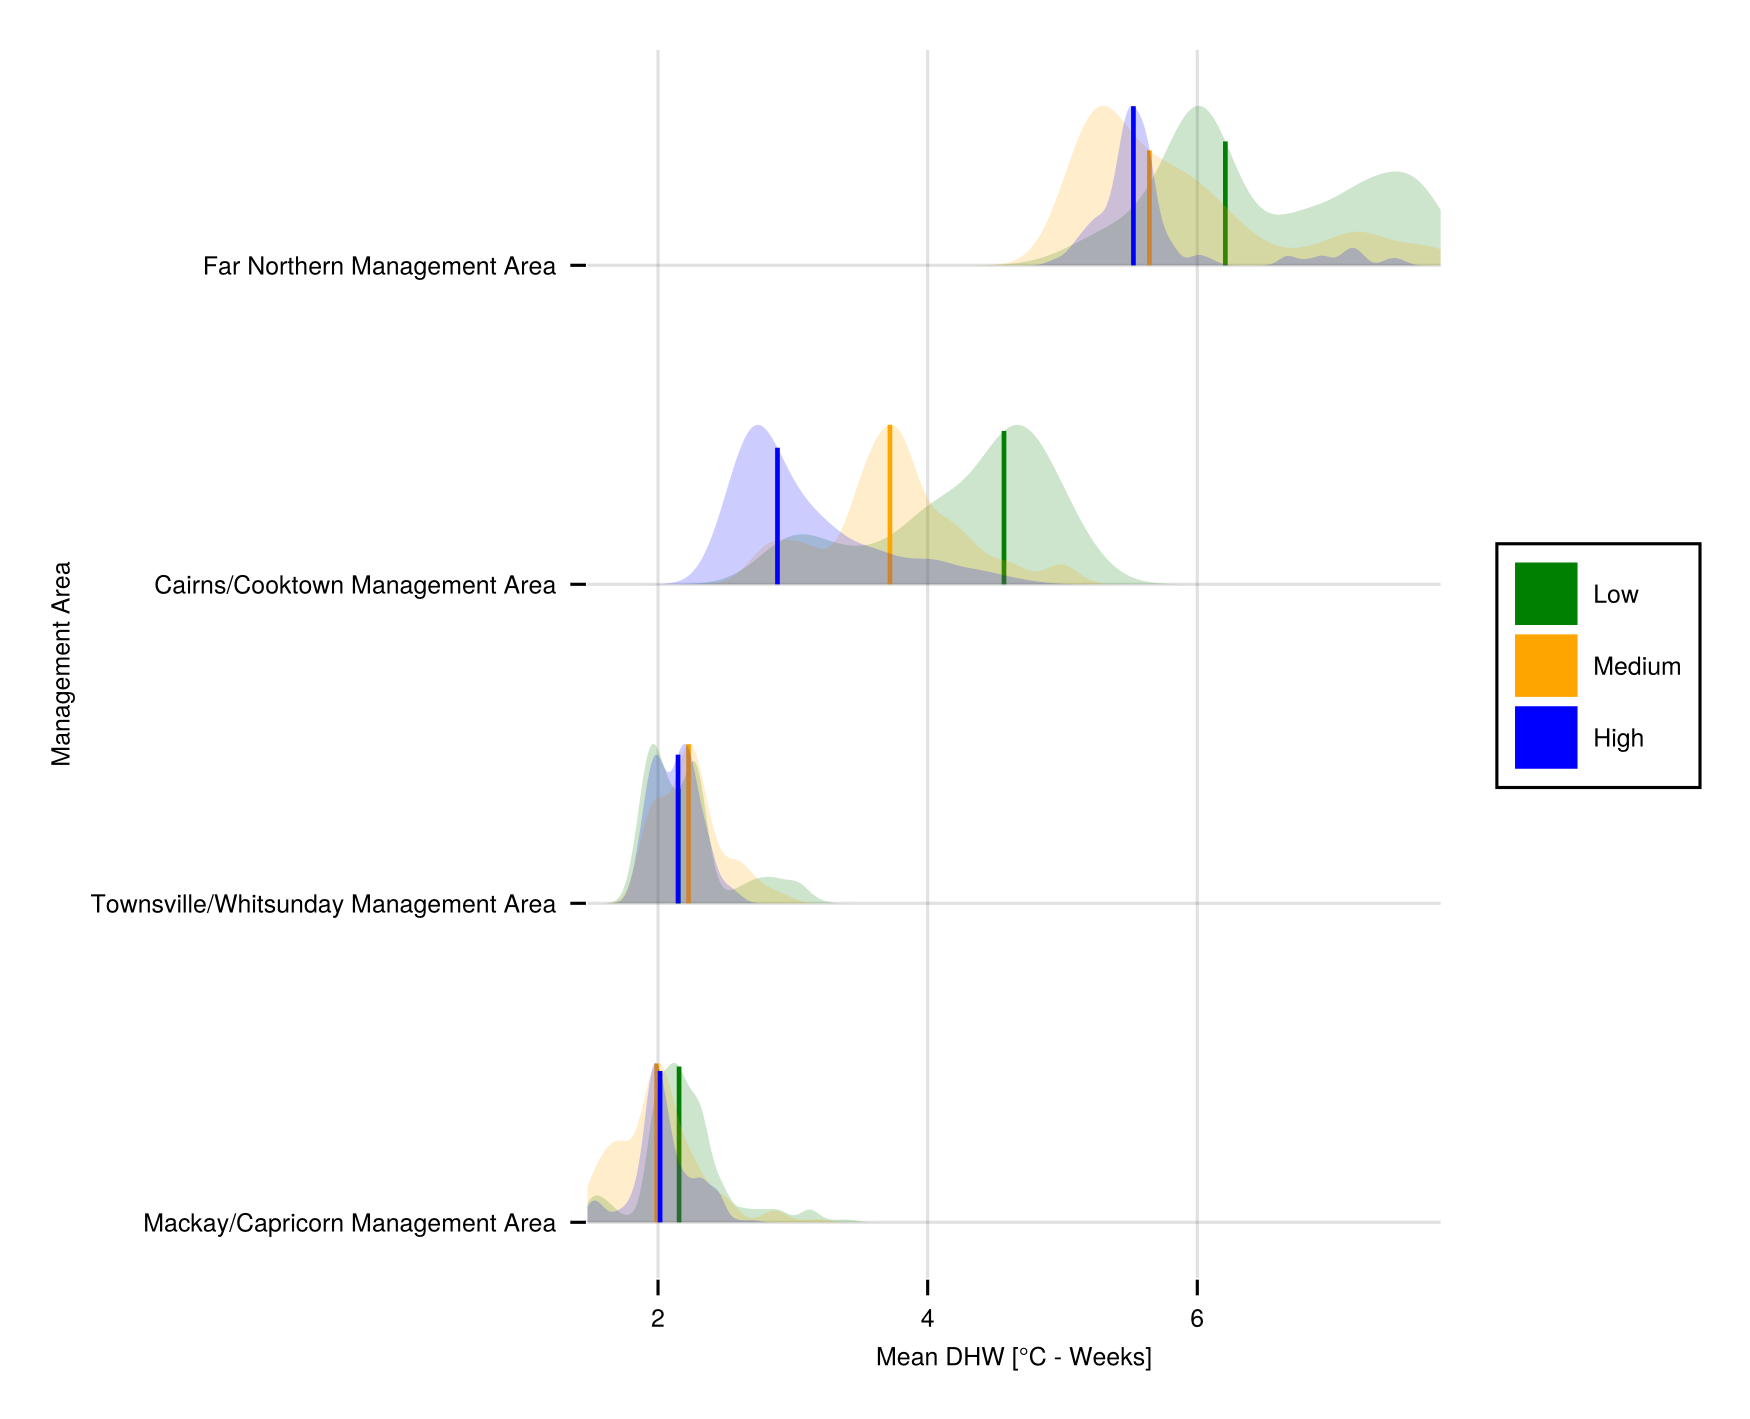 Far Northern Management Area
Cairns/Cooktown Management Area
Townsville/Whitsunday Management Area
Mackay/Capricorn Management Area
Management Area
2
4
6
Mean DHW [°C - Weeks]
Low
Medium
High